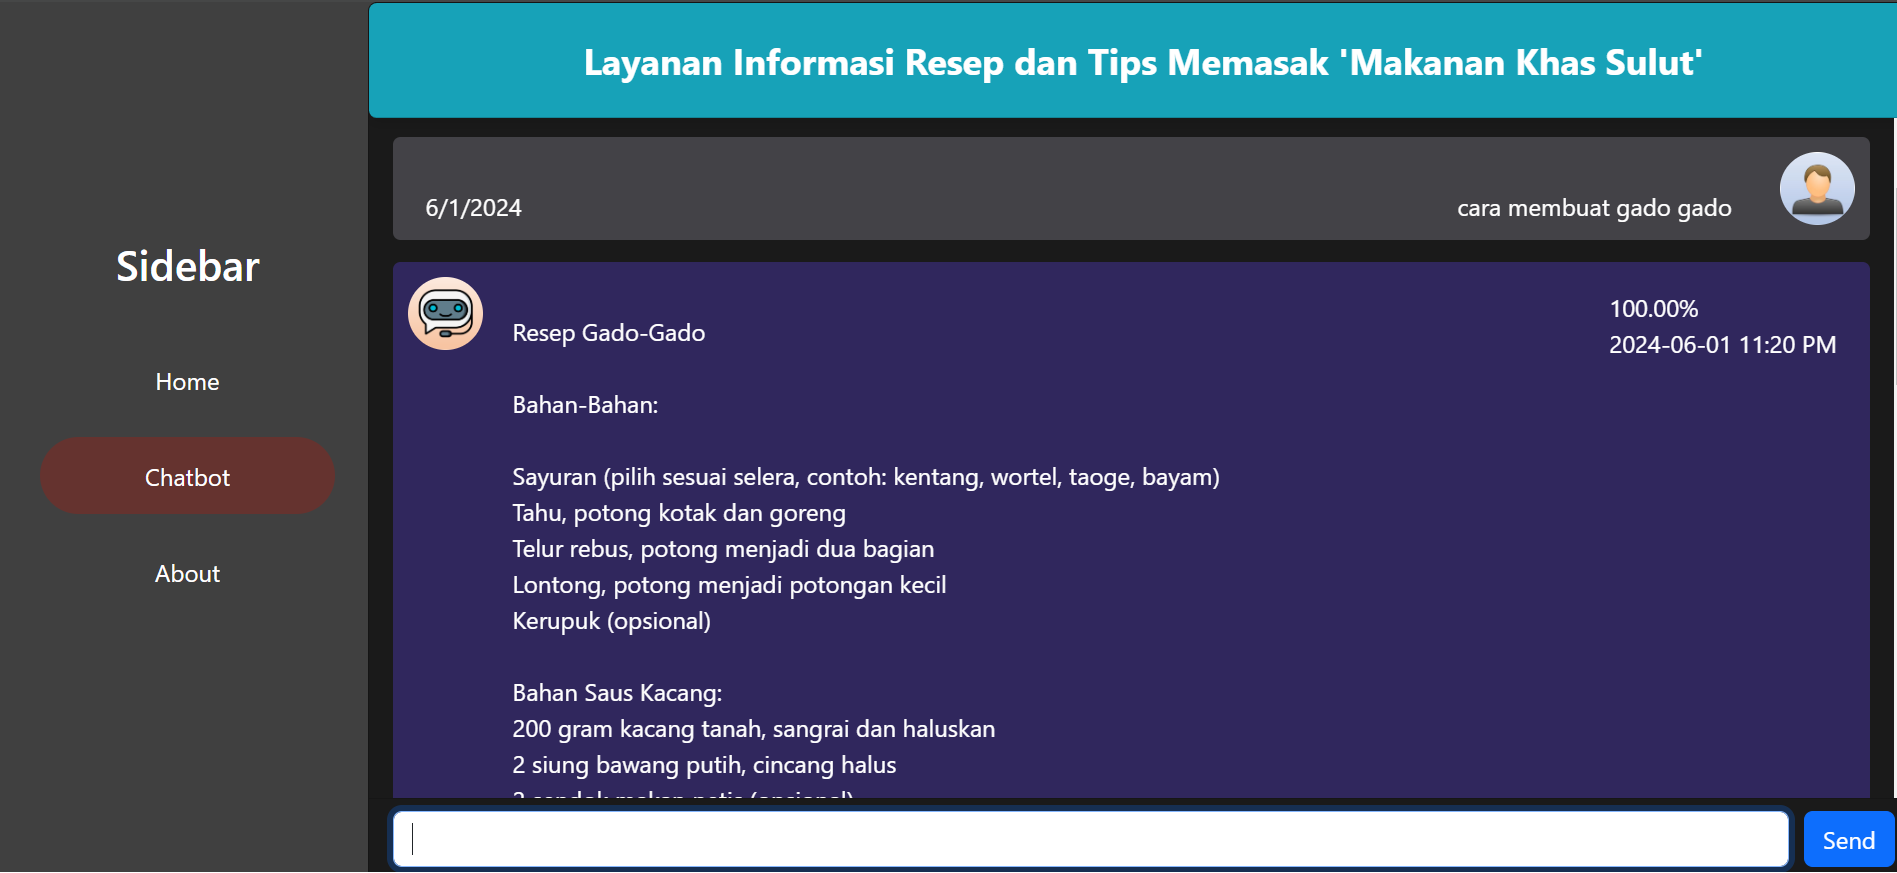 Layanan Informasi Resep dan Tips Memasak 'Makanan Khas Sulut'
Sidebar
Home
Chatbot
About
6/1/2024
cara membuat gado gado
100.00%
2024-06-01 11:20 PM
Resep Gado-Gado
Bahan-Bahan:
Sayuran (pilih sesuai selera, contoh: kentang, wortel, taoge, bayam)
Tahu, potong kotak dan goreng
Telur rebus, potong menjadi dua bagian
Lontong, potong menjadi potongan kecil
Kerupuk (opsional)
Bahan Saus Kacang:
200 gram kacang tanah, sangrai dan haluskan
2 siung bawang putih, cincang halus
sendok makan petis (opsional)
Send